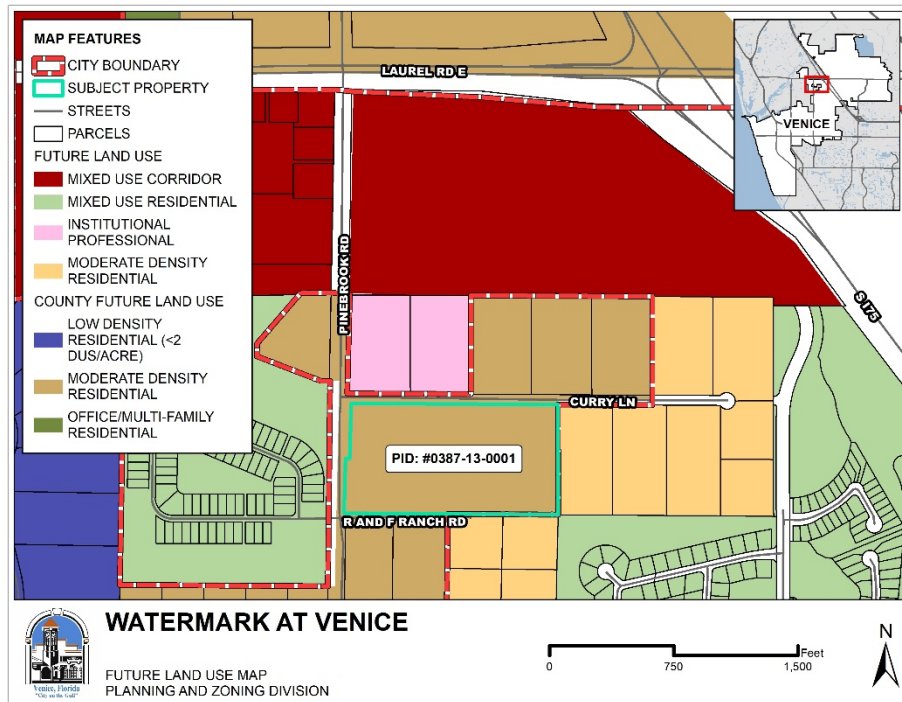 MAP FEATURES
CITY BOUNDARY
SUBJECT PROPERTY
STREETS
PARCELS
FUTURE LAND USE
MIXED USE CORRIDOR
MIXED USE RESIDENTIAL
INSTITUTIONAL
PROFESSIONAL
MODERATE DENSITY
RESIDENTIAL
COUNTY FUTURE LAND USE
LOW DENSITY
RESIDENTIAL (<2
DUS/ACRE)
MODERATE DENSITY
RESIDENTIAL
OFFICE/MULTI-FAMILY
RESIDENTIAL
LAUREL RD E
VENICE
PINEBROOK RD
S I75
CURRY LN
PID: #0387-13-0001
R AND F RANCH RD
WATERMARK AT VENICE
FUTURE LAND USE MAP
PLANNING AND ZONING DIVISION
Venice, Florida
"City on the Gulf"
Feet
0 750 1,500
N